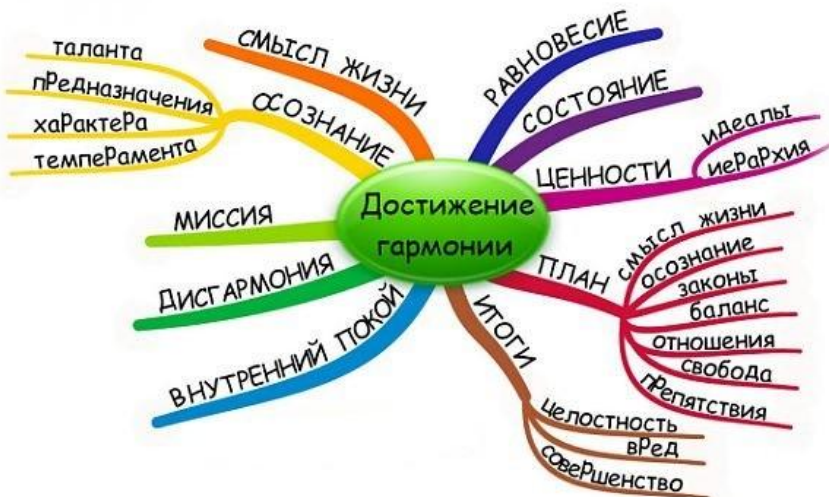 Достижение
гармонии
РАВНОВЕСИЕ
СОСТОЯНИЕ
ЦЕННОСТИ
идеалы
иерархия
ПЛАН
смысл жизни
осознание
законы
баланс
отношения
свобода
препятствия
ИТОГИ
целостность
вред
совершенство
ВНУТРЕННИЙ ПОКОЙ
ДИСГАРМОНИЯ
МИССИЯ
ОСОЗНАНИЕ
таланта
предназначения
характера
темперамента
СМЫСЛ ЖИЗНИ